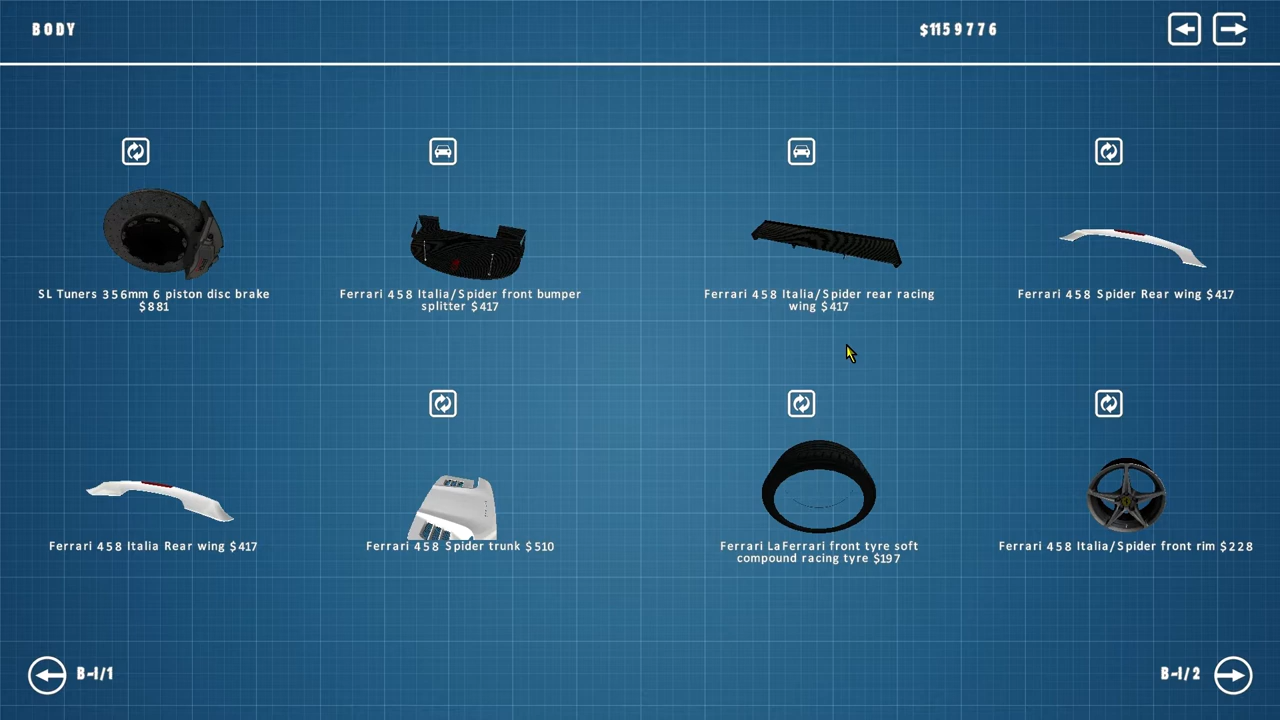 BODY
$1159776
SL Tuners 356mm 6 piston disc brake
$881
Ferrari 458 Italia/Spider front bumper
splitter $417
Ferrari 458 Italia/Spider rear racing
wing $417
Ferrari 458 Spider Rear wing $417
Ferrari 458 Italia Rear wing $417
Ferrari 458 Spider trunk $510
Ferrari LaFerrari front tyre soft
compound racing tyre $197
Ferrari 458 Italia/Spider front rim $228
B-1/1
B-1/2